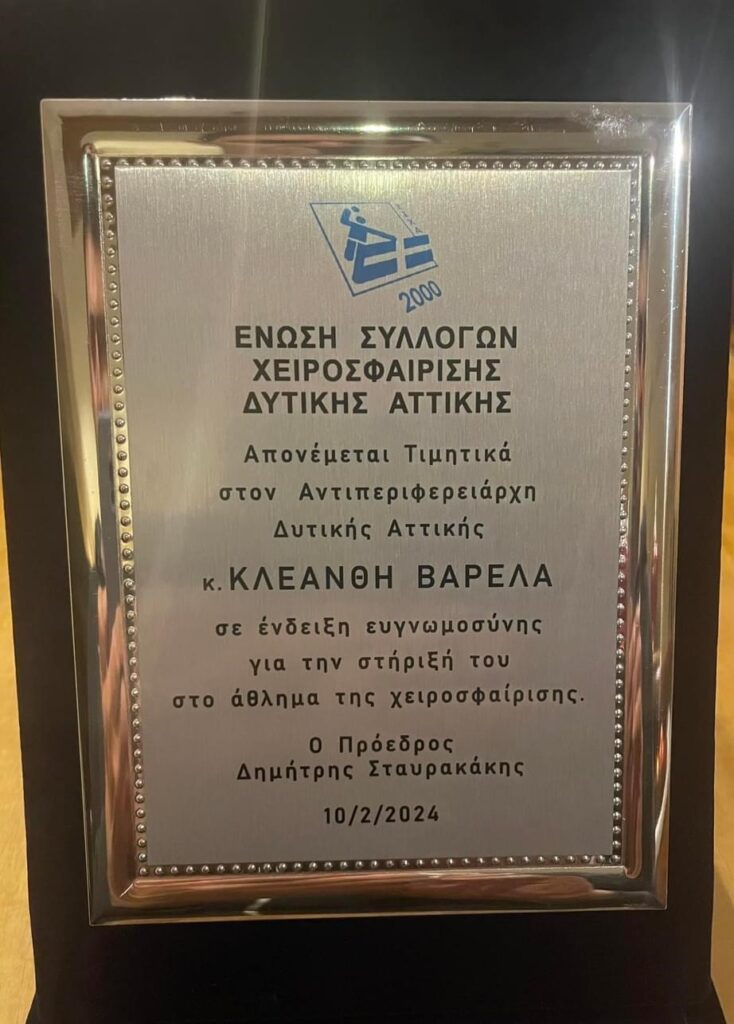 2000
ΕΝΩΣΗ ΣΥΛΛΟΓΩΝ
ΧΕΙΡΟΣΦΑΙΡΙΣΗΣ
ΔΥΤΙΚΗΣ ΑΤΤΙΚΗΣ
Απονέμεται Τιμητικά
στον Αντιπεριφερειάρχη
Δυτικής Αττικής
κ. ΚΛΕΑΝΘΗ ΒΑΡΕΛΑ
σε ένδειξη ευγνωμοσύνης
για την στήριξή του
στο άθλημα της χειροσφαίρισης.
Ο Πρόεδρος
Δημήτρης Σταυρακάκης
10/2/2024